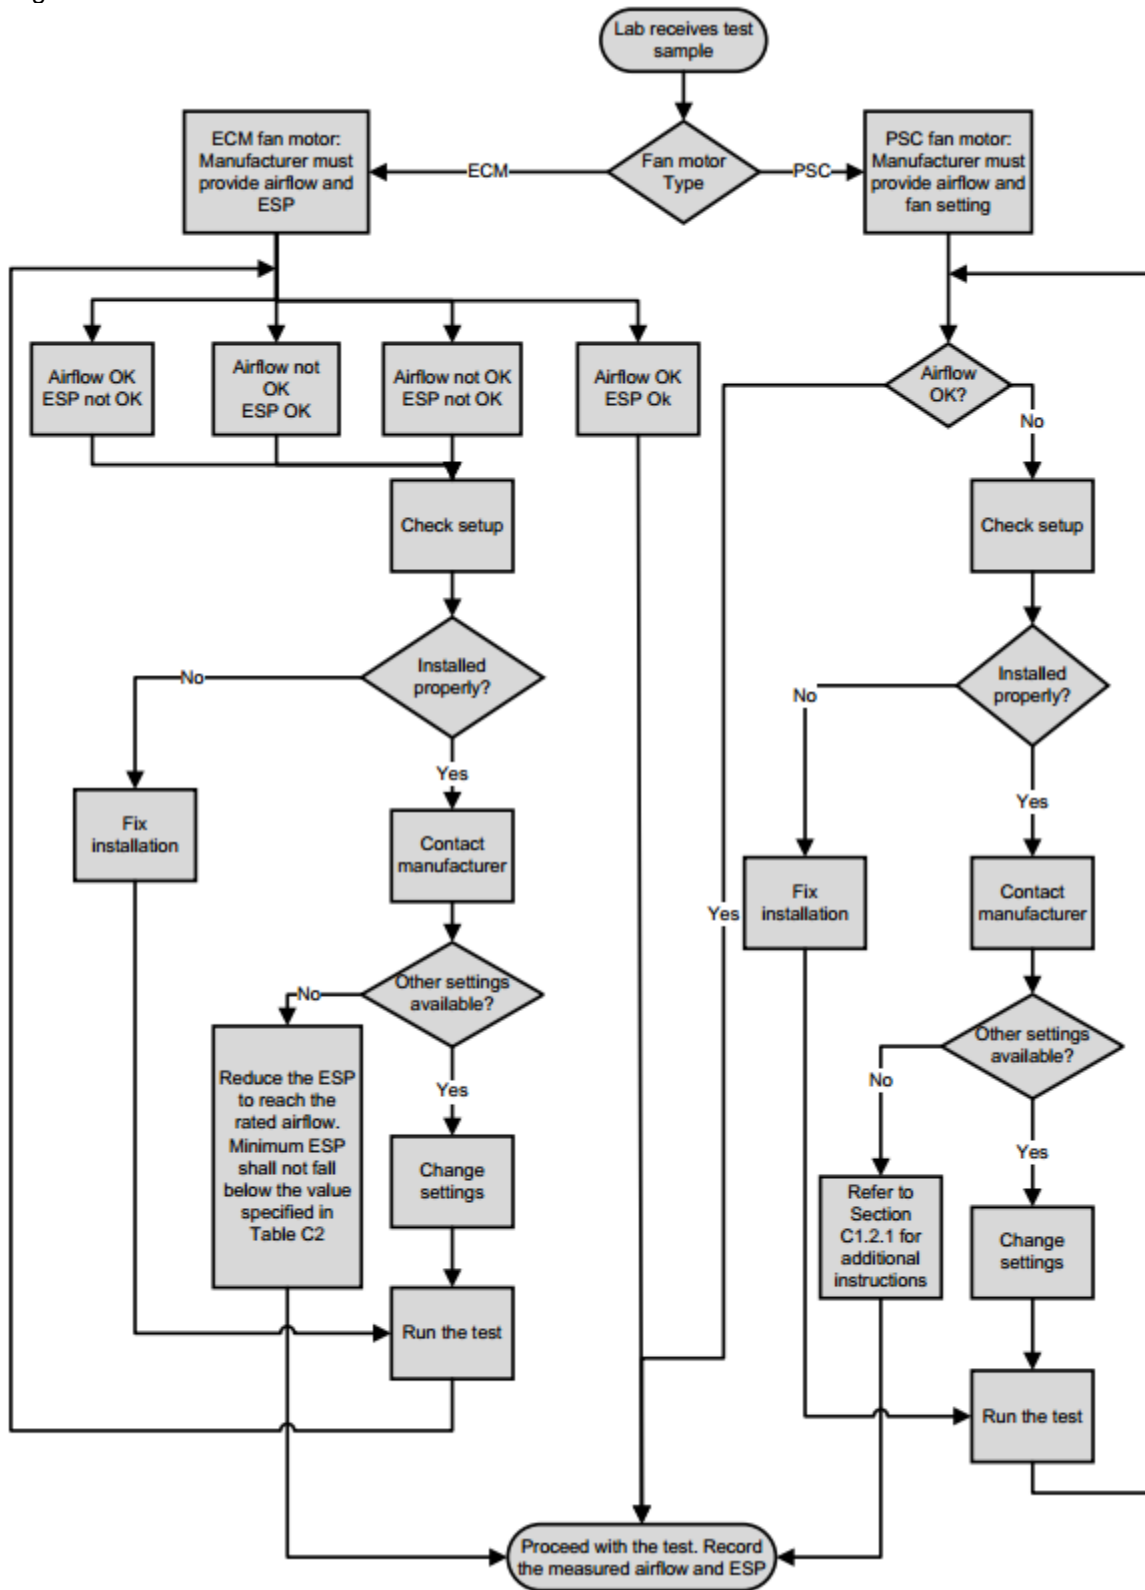 Lab receives test
sample
ECM fan motor:
Manufacturer must
provide airflow and
ESP
ECM
Fan motor
Type
PSC
PSC fan motor:
Manufacturer must
provide airflow and
fan setting
Airflow OK
ESP not OK
Airflow not
OK
ESP OK
Airflow not OK
ESP not OK
Airflow OK
ESP Ok
Airflow
OK?
No
Check setup
Check setup
Installed
properly?
No
Installed
properly?
No
Yes
Yes
Fix
installation
Contact
manufacturer
Yes
Fix
installation
Contact
manufacturer
Other settings
available?
No
Other settings
available?
No
Reduce the ESP
to reach the
rated airflow.
Minimum ESP
shall not fall
below the value
specified in
Table C2
Yes
Yes
Change
settings
Refer to
Section
C1.2.1 for
additional
instructions
Change
settings
Run the test
Run the test
Proceed with the test. Record
the measured airflow and ESP